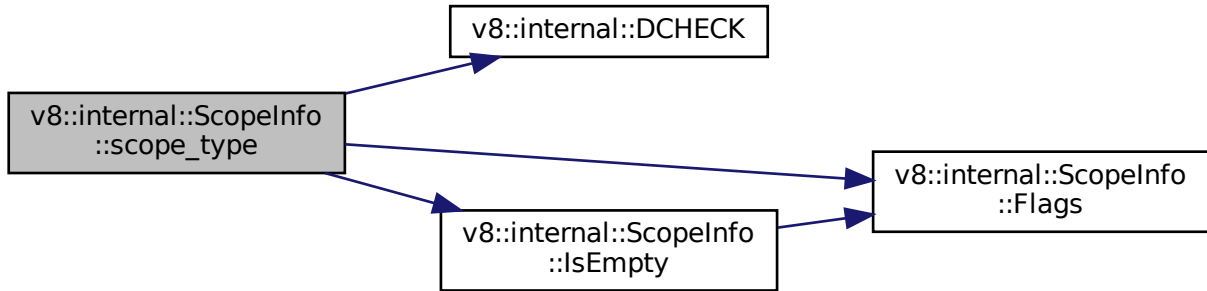 v8::internal::DCHECK
v8::internal::ScopeInfo
::scope_type
v8::internal::ScopeInfo
::Flags
v8::internal::ScopeInfo
::IsEmpty